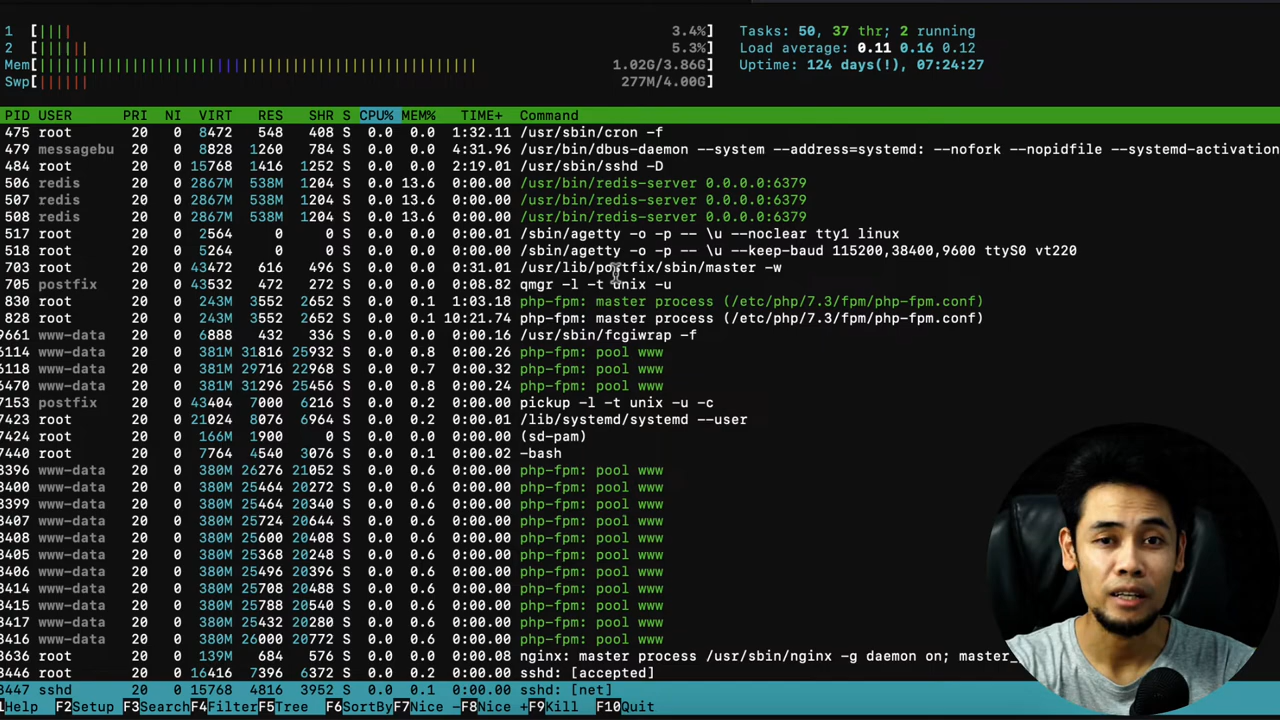 1 [|||| 3.4%] Tasks: 50, 37 thr; 2 running
2 [|||||| 5.3%] Load average: 0.11 0.16 0.12
Mem[|||||||||||||||||||||||||||||||||||||||||||||||||| 1.02G/3.86G] Uptime: 124 days(!), 07:24:27
Swp[|||||| 277M/4.00G]
PID USER PRI NI VIRT RES SHR S CPU% MEM% TIME+ Command
475 root 20 0 8472 548 408 S 0.0 0.0 1:32.11 /usr/sbin/cron -f
479 messagebu 20 0 8828 1260 784 S 0.0 0.0 4:31.96 /usr/bin/dbus-daemon --system --address=systemd: --nofork --nopidfile --systemd-activation
484 root 20 0 15768 1416 1252 S 0.0 0.0 2:19.01 /usr/sbin/sshd -D
506 redis 20 0 2867M 538M 1204 S 0.0 13.6 0:00.00 /usr/bin/redis-server 0.0.0.0:6379
507 redis 20 0 2867M 538M 1204 S 0.0 13.6 0:00.00 /usr/bin/redis-server 0.0.0.0:6379
508 redis 20 0 2867M 538M 1204 S 0.0 13.6 0:00.00 /usr/bin/redis-server 0.0.0.0:6379
517 root 20 0 2564 0 0 S 0.0 0.0 0:00.01 /sbin/agetty -o -p -- \u --noclear tty1 linux
518 root 20 0 5264 0 0 S 0.0 0.0 0:00.00 /sbin/agetty -o -p -- \u --keep-baud 115200,38400,9600 ttyS0 vt220
703 root 20 0 43472 616 496 S 0.0 0.0 0:31.01 /usr/lib/postfix/sbin/master -w
705 postfix 20 0 43532 472 272 S 0.0 0.0 0:08.82 qmgr -l -t unix -u
830 root 20 0 243M 3552 2652 S 0.0 0.1 1:03.18 php-fpm: master process (/etc/php/7.3/fpm/php-fpm.conf)
828 root 20 0 243M 3552 2652 S 0.0 0.1 10:21.74 php-fpm: master process (/etc/php/7.3/fpm/php-fpm.conf)
9661 www-data 20 0 6888 432 336 S 0.0 0.0 0:00.16 /usr/sbin/fcgiwrap -f
6114 www-data 20 0 381M 31816 25932 S 0.0 0.8 0:00.26 php-fpm: pool www
6118 www-data 20 0 381M 29716 22968 S 0.0 0.7 0:00.32 php-fpm: pool www
6470 www-data 20 0 381M 31296 25456 S 0.0 0.8 0:00.24 php-fpm: pool www
7153 postfix 20 0 43404 7000 6216 S 0.0 0.2 0:00.00 pickup -l -t unix -u -c
7423 root 20 0 21024 8076 6964 S 0.0 0.2 0:00.01 /lib/systemd/systemd --user
7424 root 20 0 166M 1900 0 S 0.0 0.0 0:00.00 (sd-pam)
7440 root 20 0 7764 4540 3076 S 0.0 0.1 0:00.02 -bash
8396 www-data 20 0 380M 26276 21052 S 0.0 0.6 0:00.00 php-fpm: pool www
8400 www-data 20 0 380M 25464 20272 S 0.0 0.6 0:00.00 php-fpm: pool www
8399 www-data 20 0 380M 25464 20340 S 0.0 0.6 0:00.00 php-fpm: pool www
8407 www-data 20 0 380M 25724 20644 S 0.0 0.6 0:00.00 php-fpm: pool www
8408 www-data 20 0 380M 25600 20408 S 0.0 0.6 0:00.00 php-fpm: pool www
8405 www-data 20 0 380M 25368 20248 S 0.0 0.6 0:00.00 php-fpm: pool www
8406 www-data 20 0 380M 25496 20396 S 0.0 0.6 0:00.00 php-fpm: pool www
8414 www-data 20 0 380M 25708 20488 S 0.0 0.6 0:00.00 php-fpm: pool www
8415 www-data 20 0 380M 25788 20540 S 0.0 0.6 0:00.00 php-fpm: pool www
8417 www-data 20 0 380M 25432 20280 S 0.0 0.6 0:00.00 php-fpm: pool www
8416 www-data 20 0 380M 26000 20772 S 0.0 0.6 0:00.00 php-fpm: pool www
3636 root 20 0 139M 684 576 S 0.0 0.0 0:00.08 nginx: master process /usr/sbin/nginx -g daemon on; master_
8446 root 20 0 16416 7396 6372 S 0.0 0.2 0:00.00 sshd: [accepted]
8447 sshd 20 0 15768 4816 3952 S 0.0 0.1 0:00.00 sshd: [net]
1Help F2Setup F3Search F4Filter F5Tree F6SortBy F7Nice -F8Nice +F9Kill F10Quit